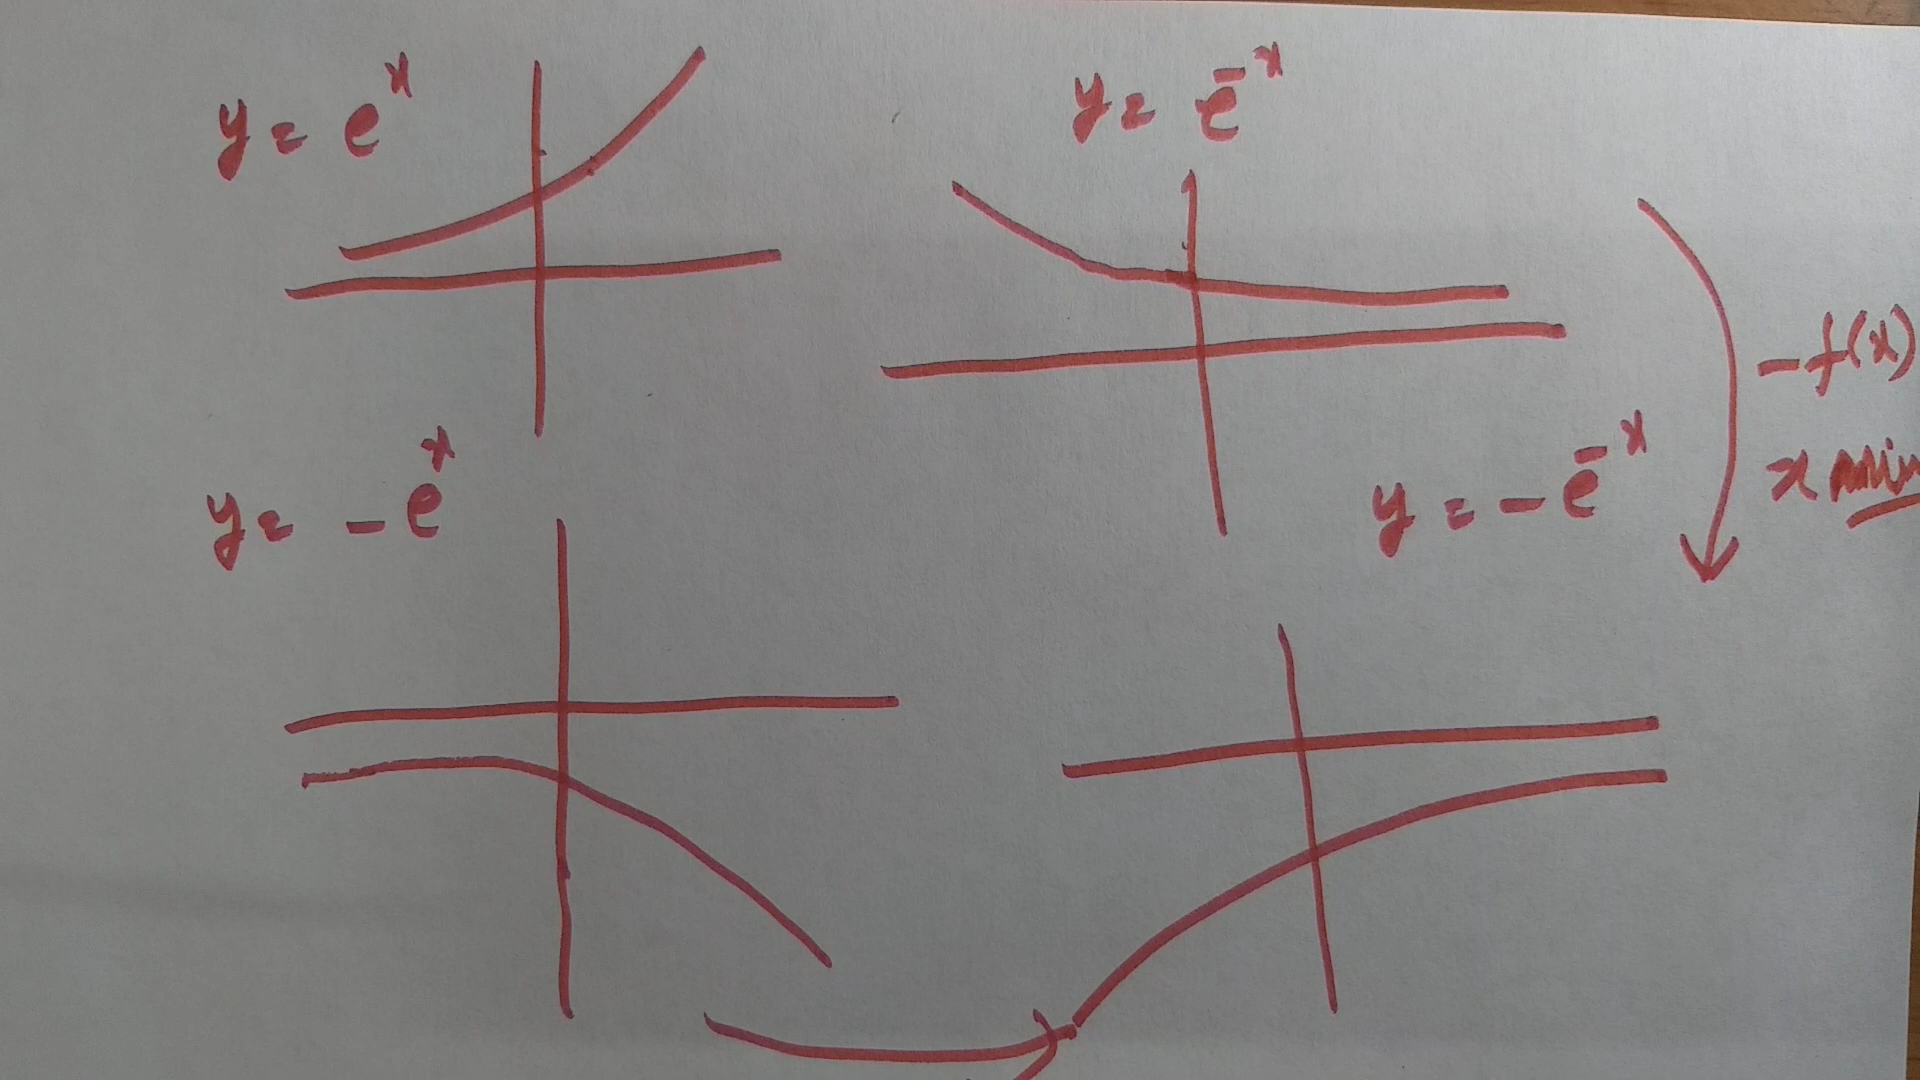 y = e^x
y = e^-x
-f(x)
y = -e^x
y = -e^-x
x